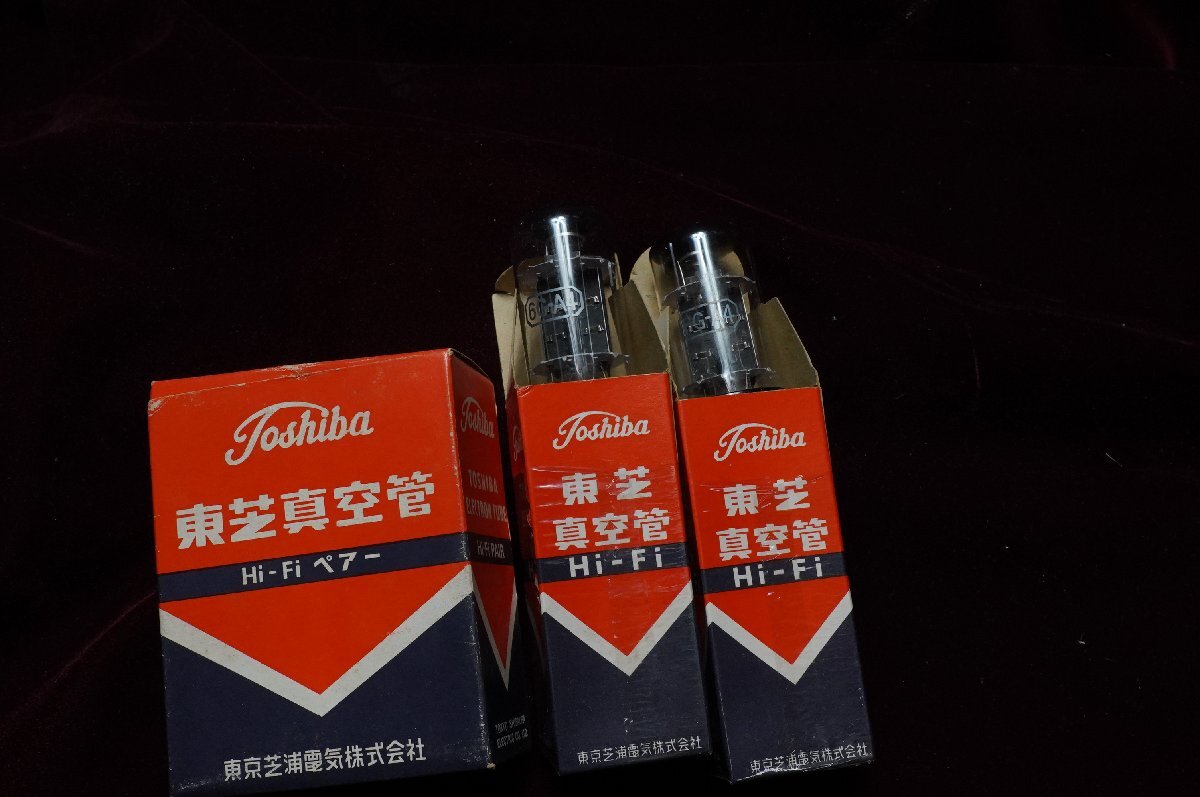 Toshiba
東芝真空管
Hi-Fi ペアー
東京芝浦電気株式会社
Toshiba
TOSHIBA
ELECTRON TUBE
Hi-Fi PAIR
Toshiba
東芝
真空管
Hi-Fi
東京芝浦電気株式会社
Toshiba
東芝
真空管
Hi-Fi
東京芝浦電気株式会社